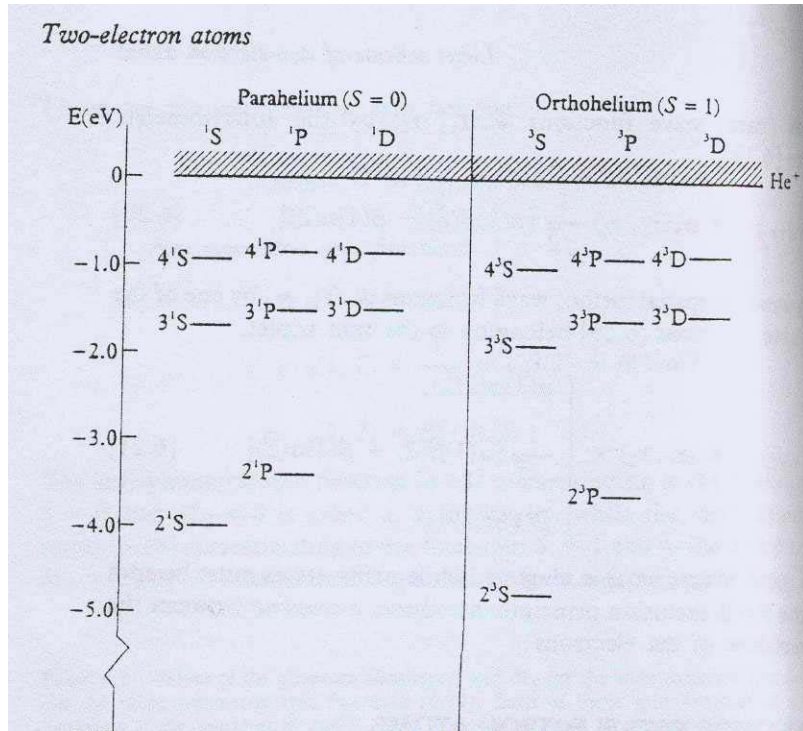 Two-electron atoms
Parahelium (S = 0) Orthohelium (S = 1)
E(eV)
¹S ¹P ¹D ³S ³P ³D
0 He⁺
−1.0 4¹S 4¹P 4¹D 4³S 4³P 4³D
3¹S 3¹P 3¹D 3³S 3³P 3³D
−2.0
−3.0
2¹P 2³P
−4.0 2¹S
2³S
−5.0